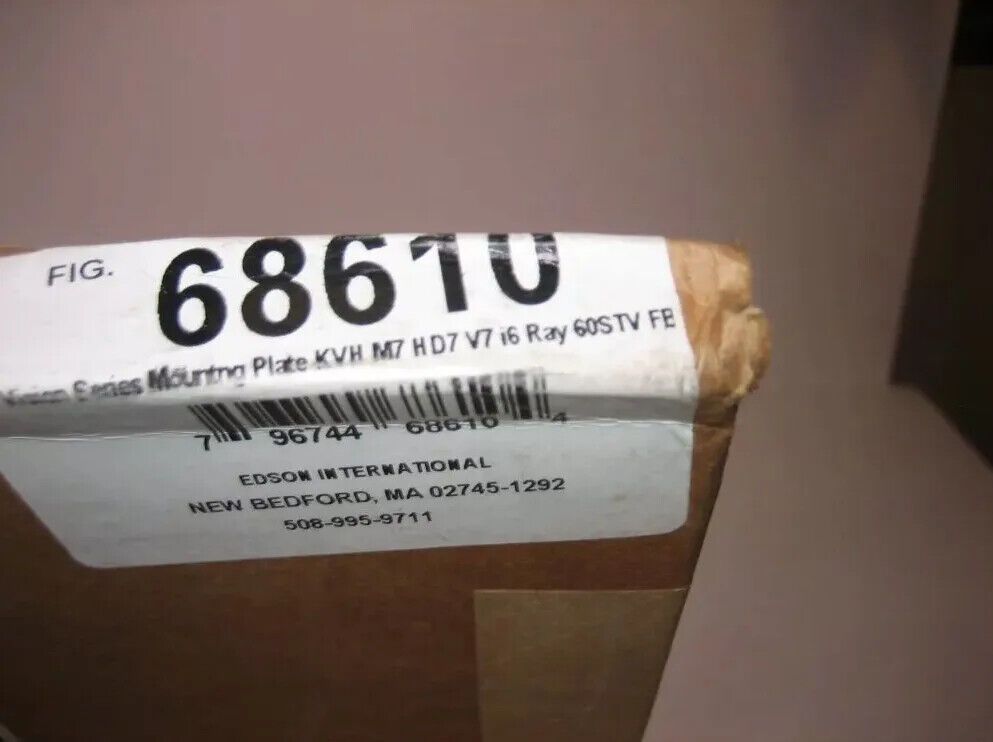 FIG. 68610
Vision Series Mounting Plate KVH M7 HD7 V7 i6 Ray 60STV FB
7 96744 68610 4
EDSON INTERNATIONAL
NEW BEDFORD, MA 02745-1292
508-995-9711